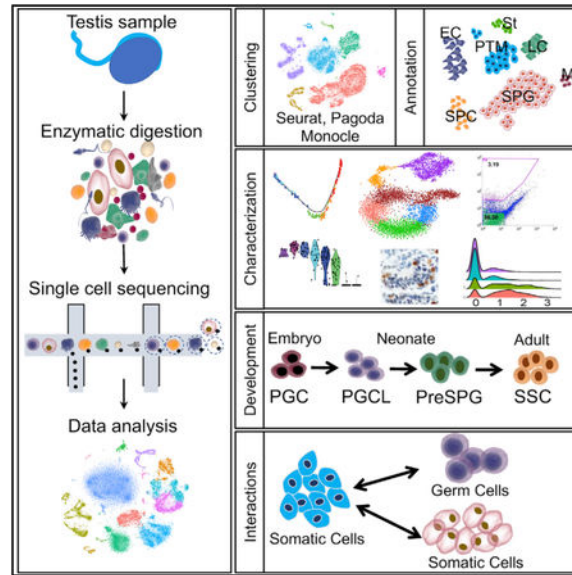 Testis sample
Enzymatic digestion
Single cell sequencing
Data analysis
Clustering
Seurat, Pagoda
Monocle
Annotation
St
EC
PTM
LC
M
SPG
SPC
Characterization
3.19
0 1 2 3
Development
Embryo Neonate Adult
PGC PGCL PreSPG SSC
Interactions
Germ Cells
Somatic Cells
Somatic Cells